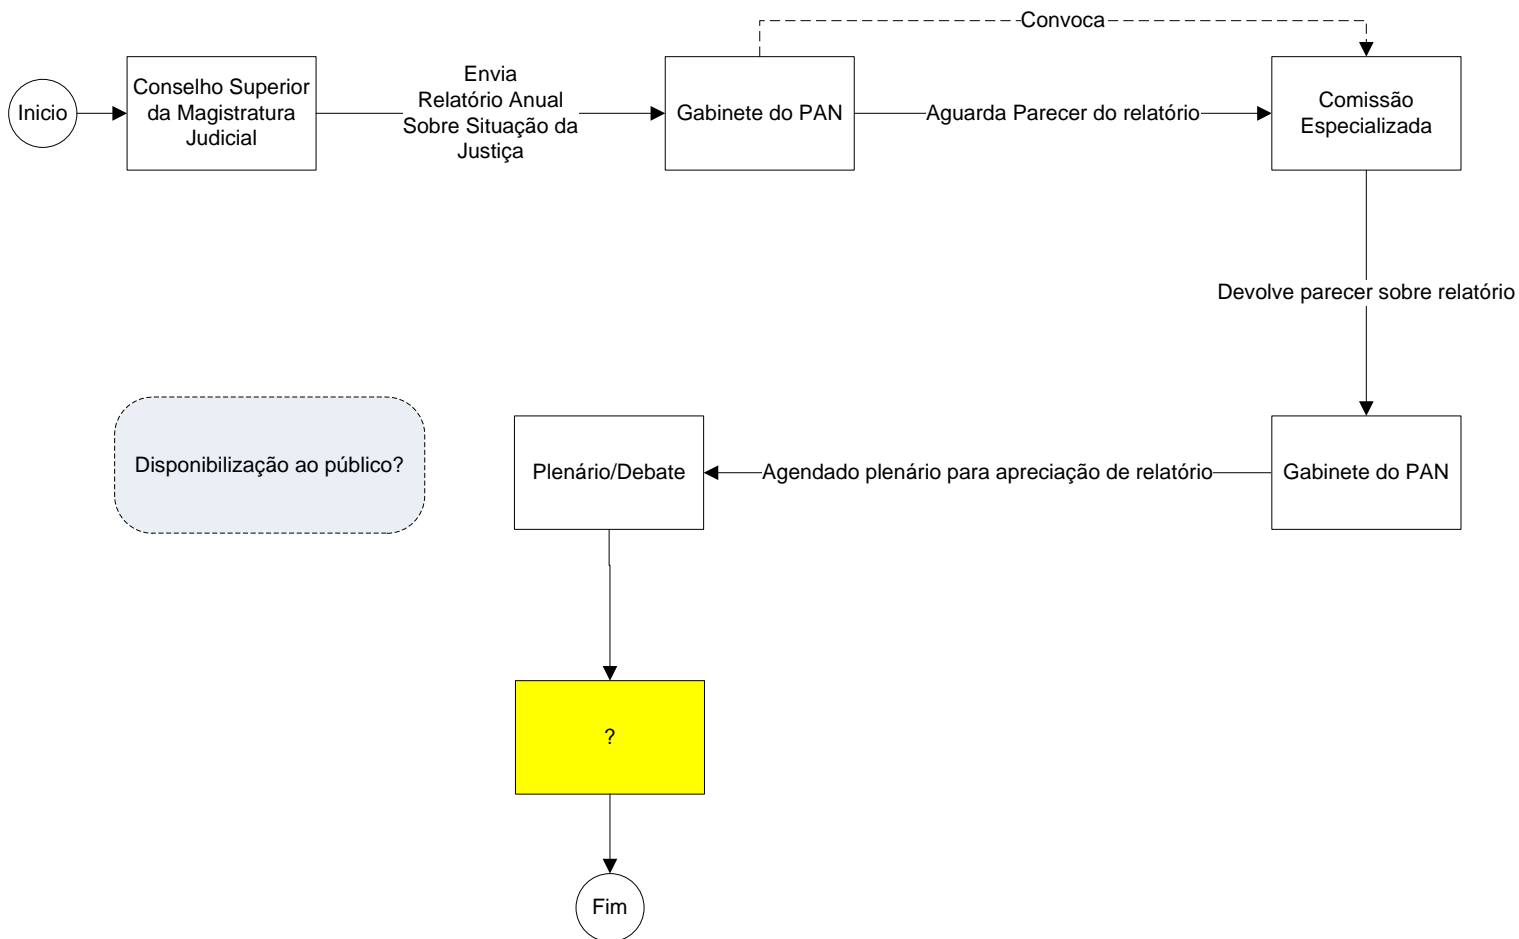 Convoca
Inicio
Conselho Superior
da Magistratura
Judicial
Envia
Relatório Anual
Sobre Situação da
Justiça
Gabinete do PAN
Aguarda Parecer do relatório
Comissão
Especializada
Devolve parecer sobre relatório
Disponibilização ao público?
Plenário/Debate
Agendado plenário para apreciação de relatório
Gabinete do PAN
?
Fim